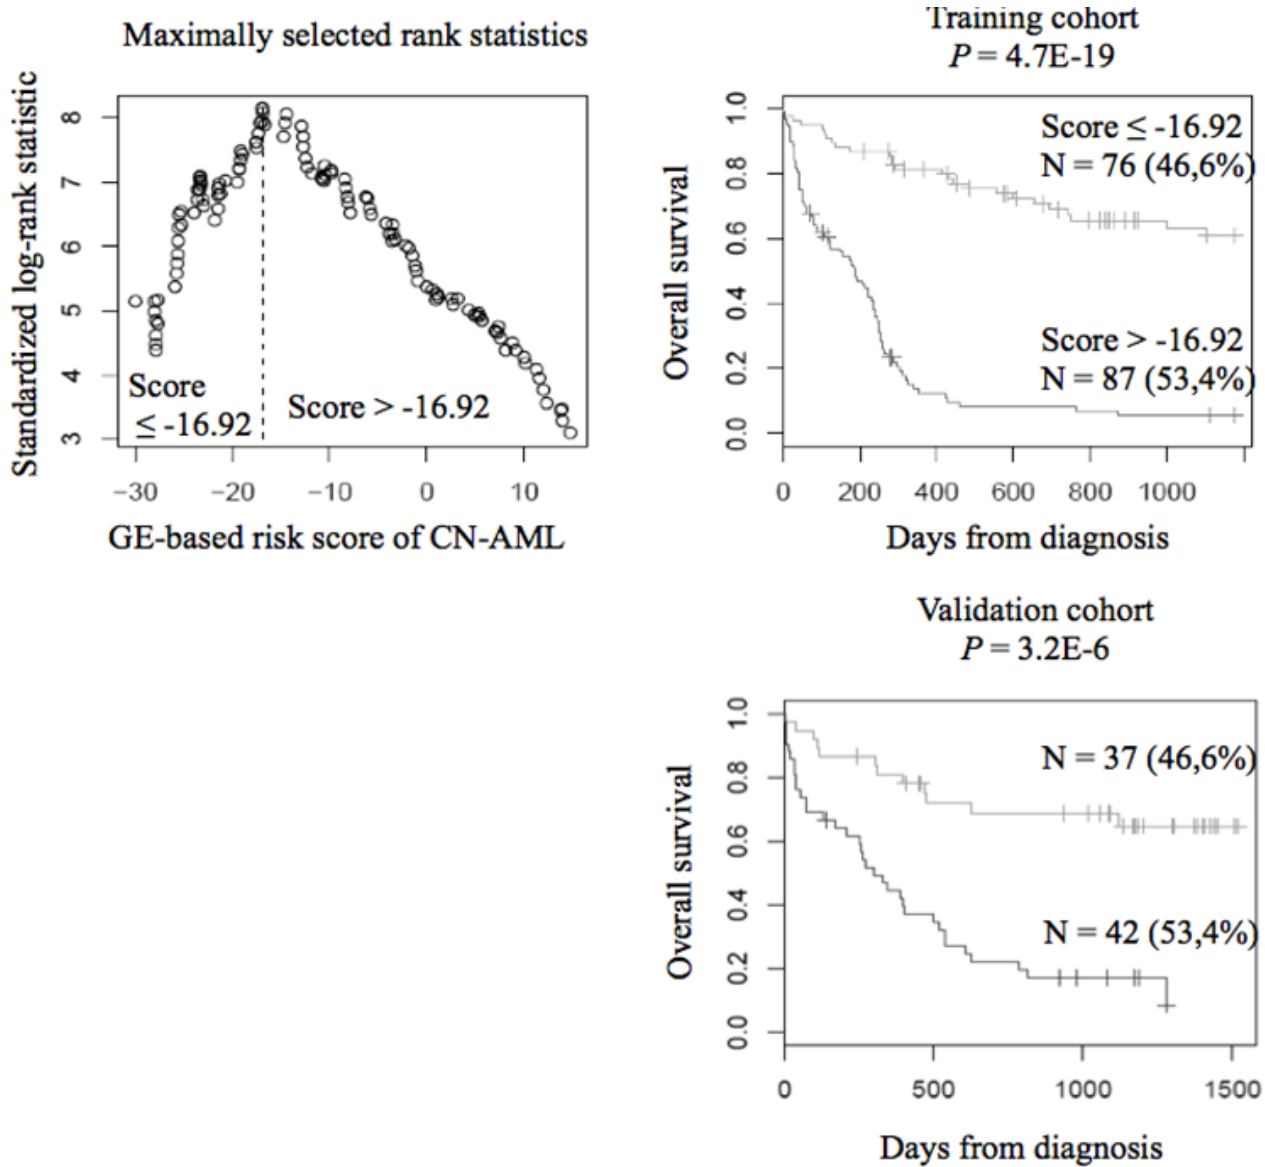 Maximally selected rank statistics
Standardized log-rank statistic
8
7
6
5
4
3
Score
≤ -16.92
Score > -16.92
−30
−20
−10
0
10
GE-based risk score of CN-AML
Training cohort
P = 4.7E-19
Overall survival
1.0
0.8
0.6
0.4
0.2
0.0
Score ≤ -16.92
N = 76 (46,6%)
Score > -16.92
N = 87 (53,4%)
0
200
400
600
800
1000
Days from diagnosis
Validation cohort
P = 3.2E-6
Overall survival
1.0
0.8
0.6
0.4
0.2
0.0
N = 37 (46,6%)
N = 42 (53,4%)
0
500
1000
1500
Days from diagnosis